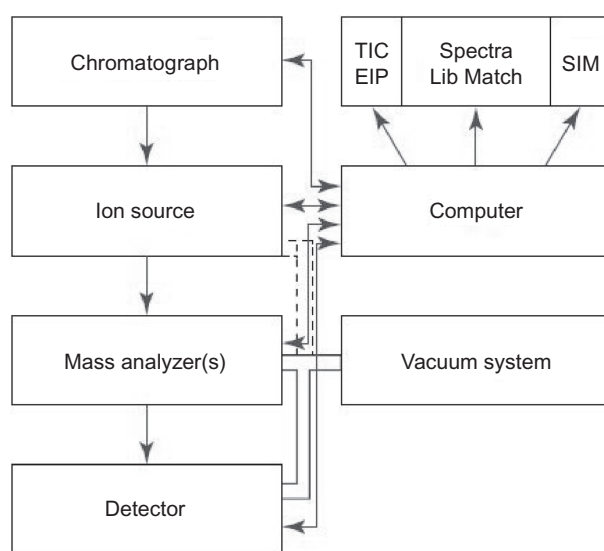 Chromatograph
TIC
EIP
Spectra
Lib Match
SIM
Ion source
Computer
Mass analyzer(s)
Vacuum system
Detector